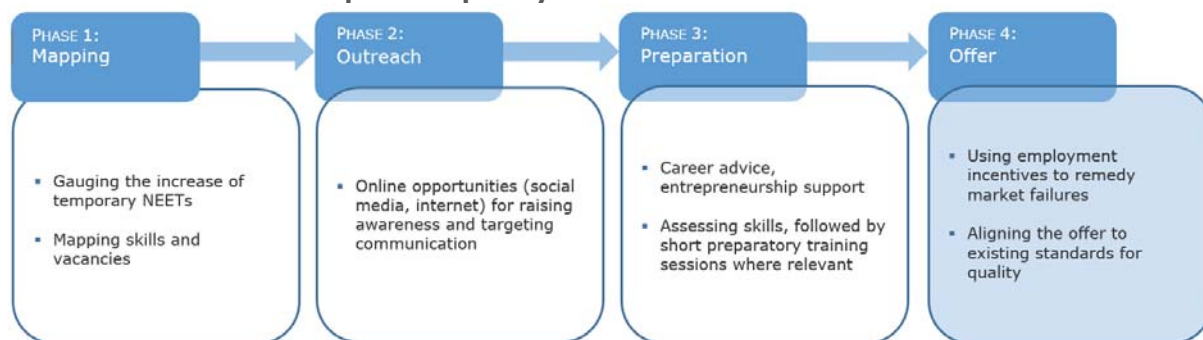 PHASE 1:
Mapping
▪ Gauging the increase of
temporary NEETs
▪ Mapping skills and
vacancies
PHASE 2:
Outreach
▪ Online opportunities (social
media, internet) for raising
awareness and targeting
communication
PHASE 3:
Preparation
▪ Career advice,
entrepreneurship support
▪ Assessing skills, followed by
short preparatory training
sessions where relevant
PHASE 4:
Offer
▪ Using employment
incentives to remedy
market failures
▪ Aligning the offer to
existing standards for
quality